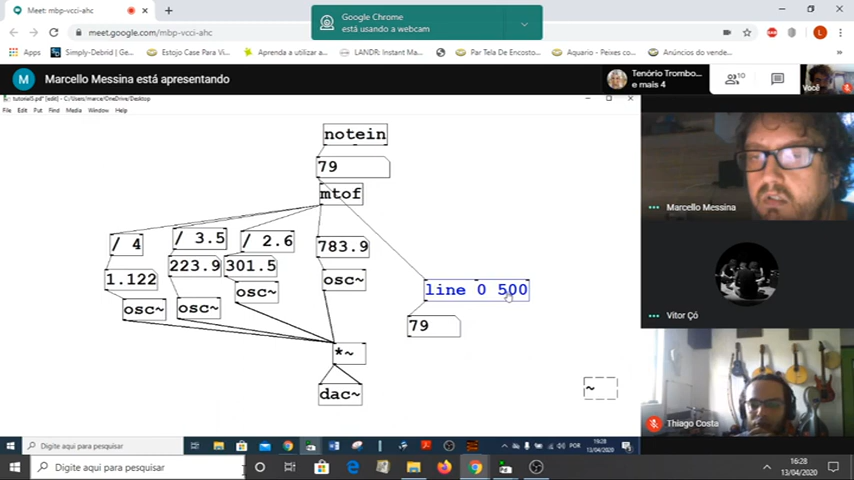 Meet: mbp-vcci-ahc
Google Chrome
está usando a webcam
meet.google.com/mbp-vcci-ahc
Apps
Simply-Debrid | Ge...
Estojo Case Para Vi...
Aprenda a utilizar a...
LANDR: Instant Ma...
Par Tela De Encosto...
Aquario - Peixes co...
Anúncios do vende...
M
Marcello Messina está apresentando
Tenório Trombo...
e mais 4
10
Você
File Edit Put Find Media Window Help
notein
79
mtof
/ 4
/ 3.5
/ 2.6
783.9
1.122
223.9
301.5
osc~
osc~
osc~
osc~
line 0 500
79
*~
dac~
~
Marcello Messina
Vitor Çó
Thiago Costa
Digite aqui para pesquisar
POR
19:28
13/04/2020
Digite aqui para pesquisar
16:28
13/04/2020